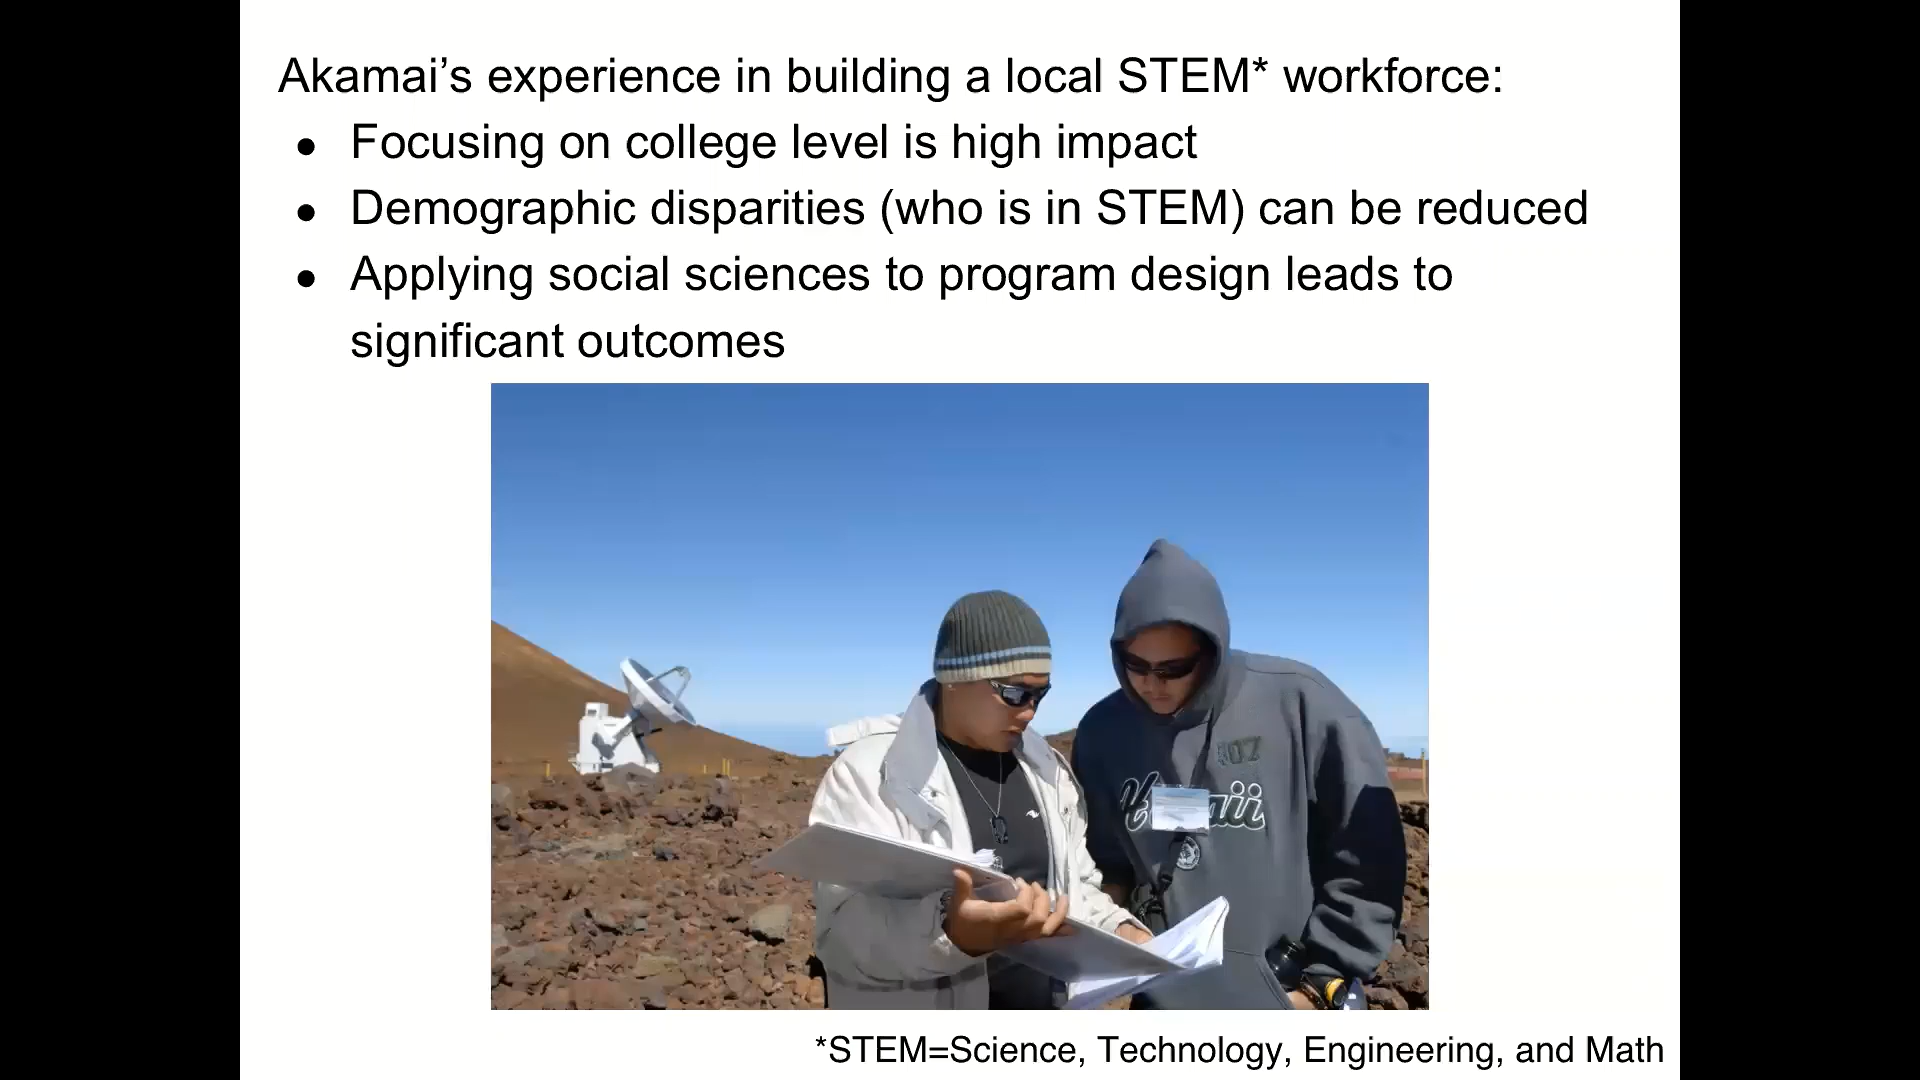 Akamai’s experience in building a local STEM* workforce:
● Focusing on college level is high impact
● Demographic disparities (who is in STEM) can be reduced
● Applying social sciences to program design leads to
significant outcomes
*STEM=Science, Technology, Engineering, and Math